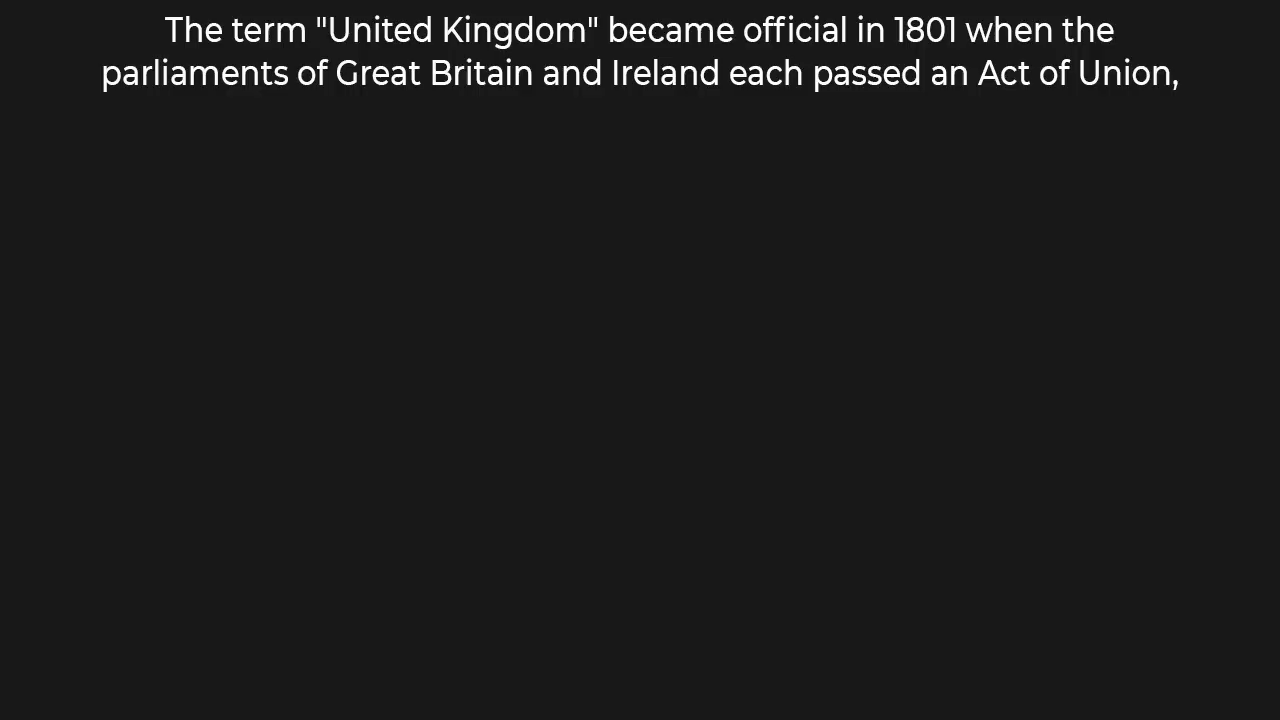 The term "United Kingdom" became official in 1801 when the
parliaments of Great Britain and Ireland each passed an Act of Union,